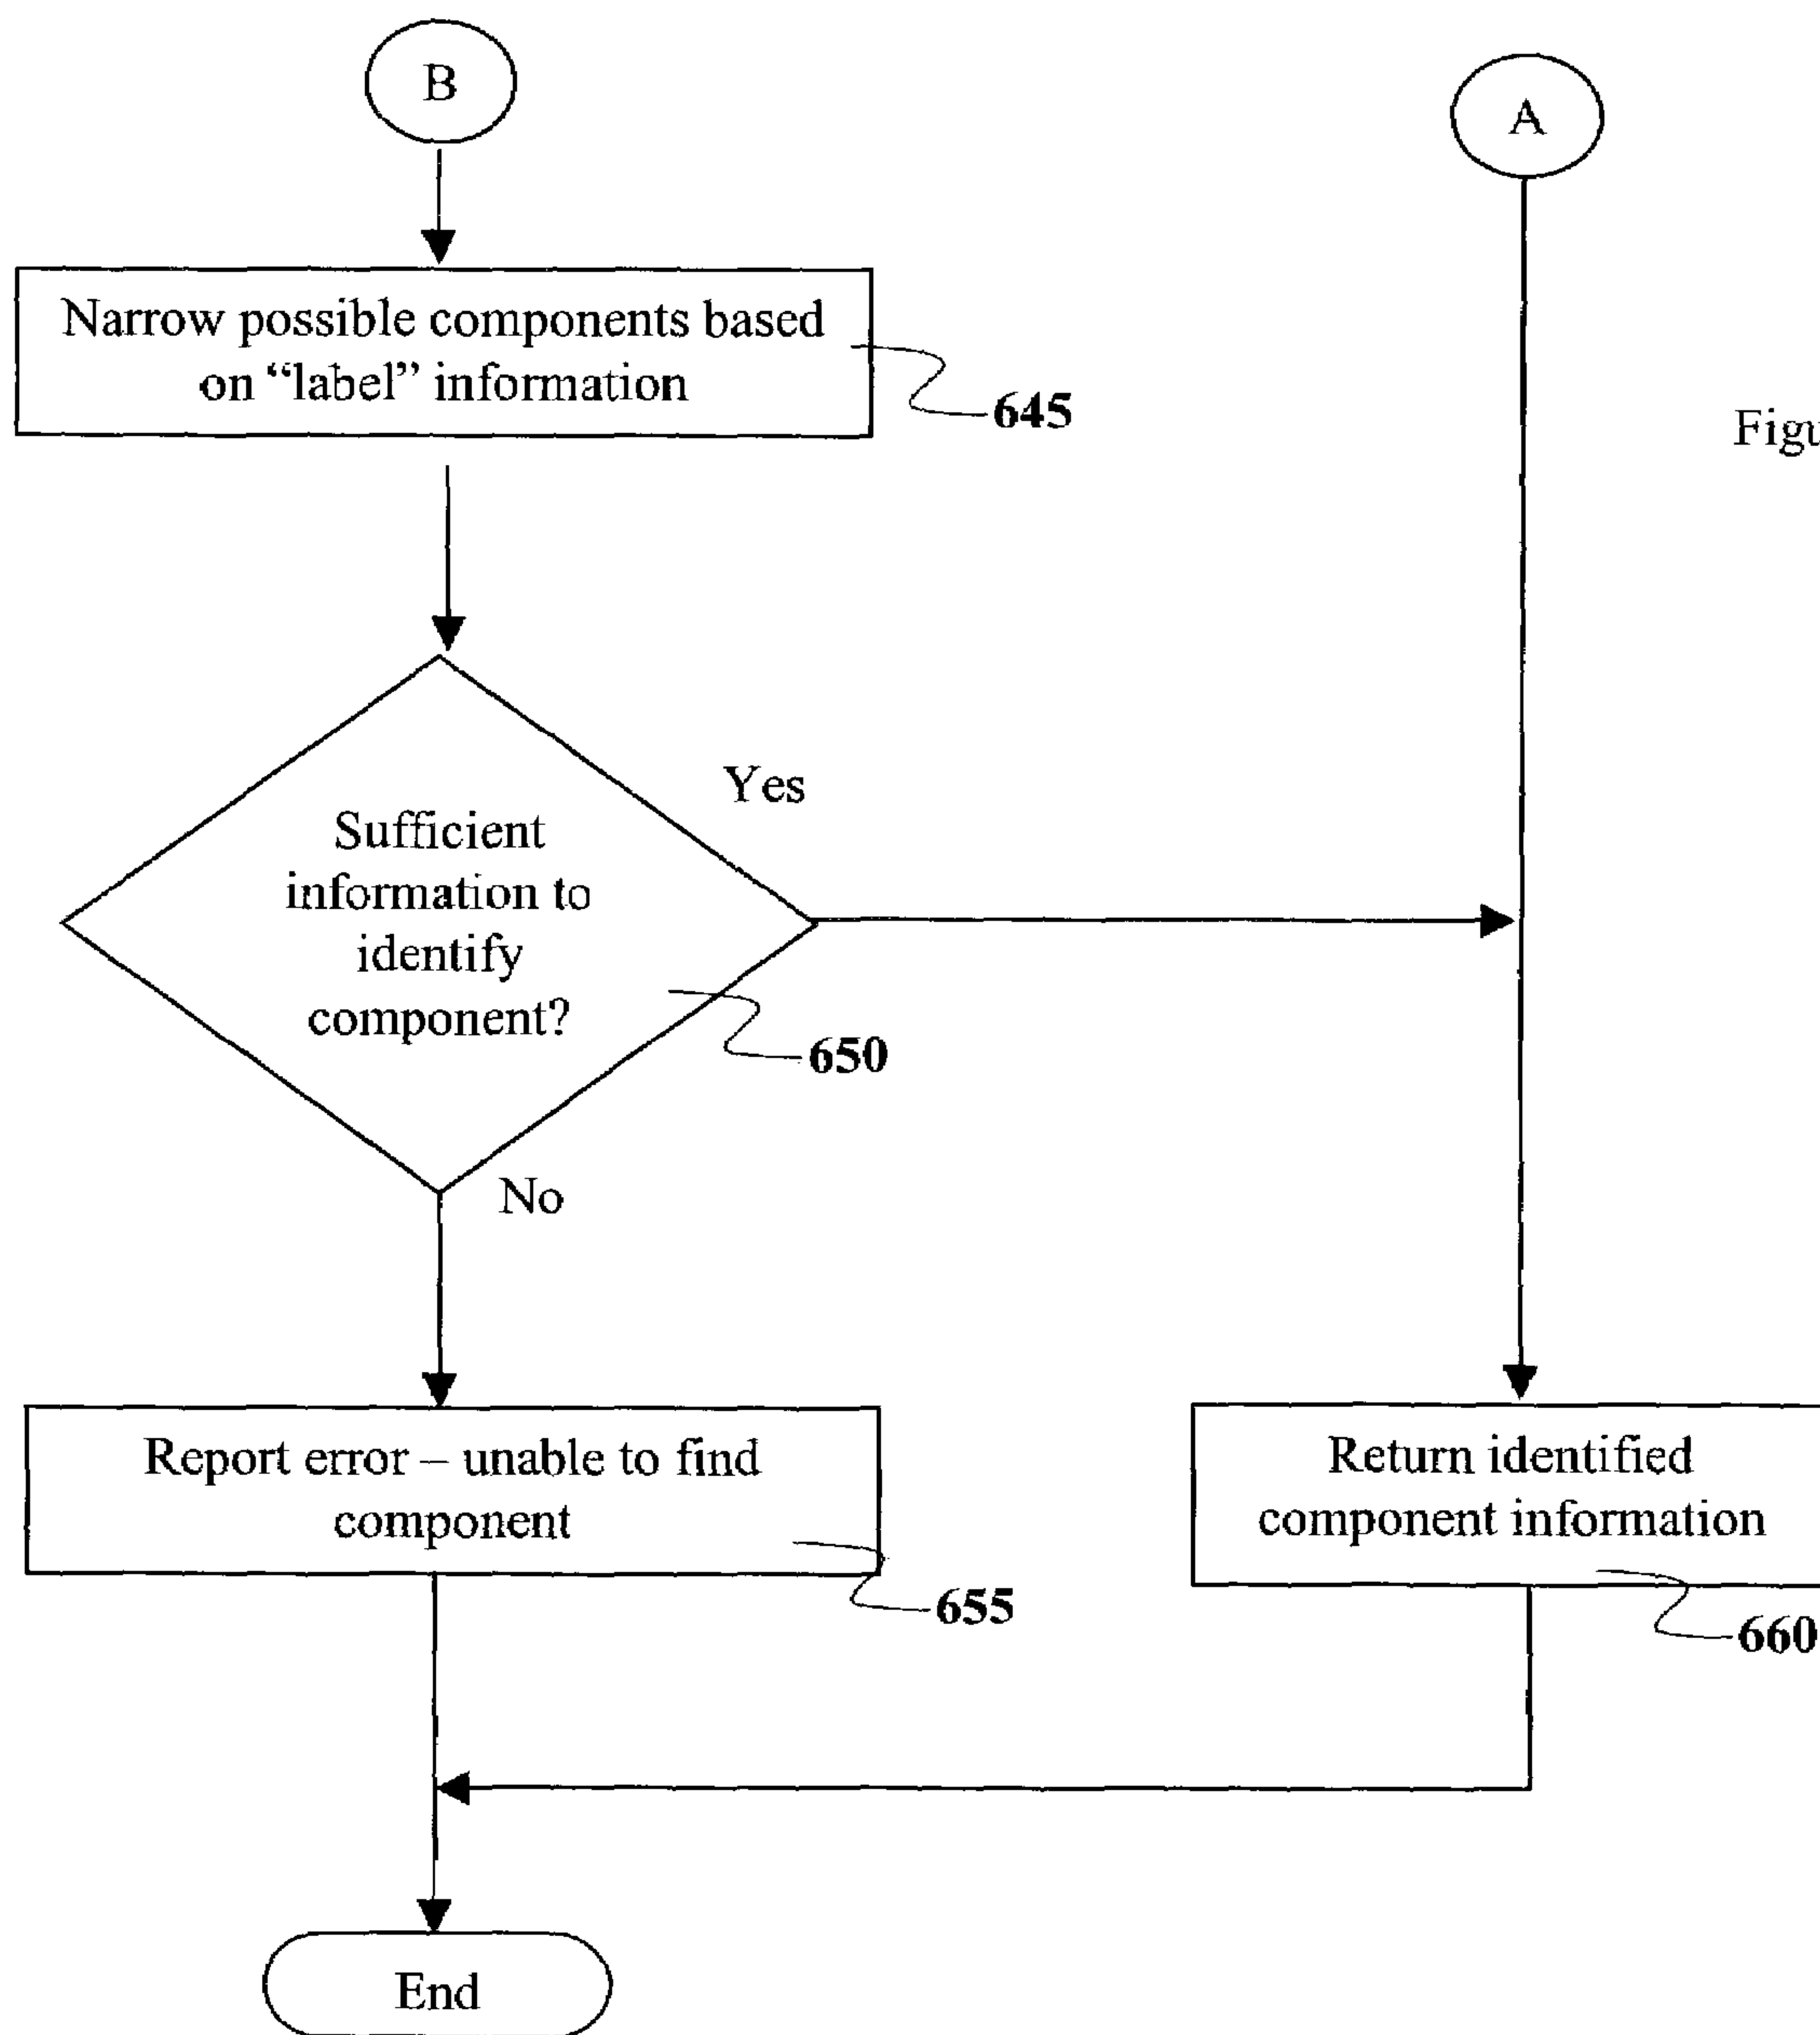 B
A
Narrow possible components based
on “label” information
645
Figu
Yes
Sufficient
information to
identify
component?
650
No
Report error – unable to find
component
655
Return identified
component information
660
End